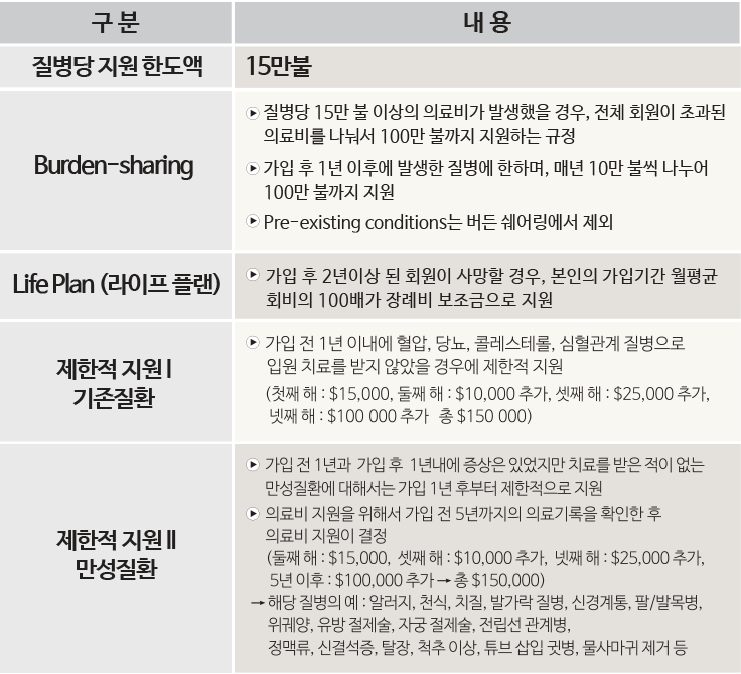 구 분
내 용
질병당 지원 한도액
15만불
Burden-sharing
질병당 15만 불 이상의 의료비가 발생했을 경우, 전체 회원이 초과된
의료비를 나눠서 100만 불까지 지원하는 규정
가입 후 1년 이후에 발생한 질병에 한하며, 매년 10만 불씩 나누어
100만 불까지 지원
Pre-existing conditions는 버든 쉐어링에서 제외
Life Plan (라이프 플랜)
가입 후 2년이상 된 회원이 사망할 경우, 본인의 가입기간 월평균
회비의 100배가 장례비 보조금으로 지원
제한적 지원 I
기존질환
가입 전 1년 이내에 혈압, 당뇨, 콜레스테롤, 심혈관계 질병으로
입원 치료를 받지 않았을 경우에 제한적 지원
(첫째 해 : $15,000, 둘째 해 : $10,000 추가, 셋째 해 : $25,000 추가,
넷째 해 : $100 000 추가 총 $150 000)
제한적 지원 II
만성질환
가입 전 1년과 가입 후 1년내에 증상은 있었지만 치료를 받은 적이 없는
만성질환에 대해서는 가입 1년 후부터 제한적으로 지원
의료비 지원을 위해서 가입 전 5년까지의 의료기록을 확인한 후
의료비 지원이 결정
(둘째 해 : $15,000, 셋째 해 : $10,000 추가, 넷째 해 : $25,000 추가,
5년 이후 : $100,000 추가 → 총 $150,000)
→ 해당 질병의 예 : 알러지, 천식, 치질, 발가락 질병, 신경계통, 팔/발목병,
위궤양, 유방 절제술, 자궁 절제술, 전립선 관계병,
정맥류, 신결석증, 탈장, 척추 이상, 튜브 삽입 귓병, 물사마귀 제거 등